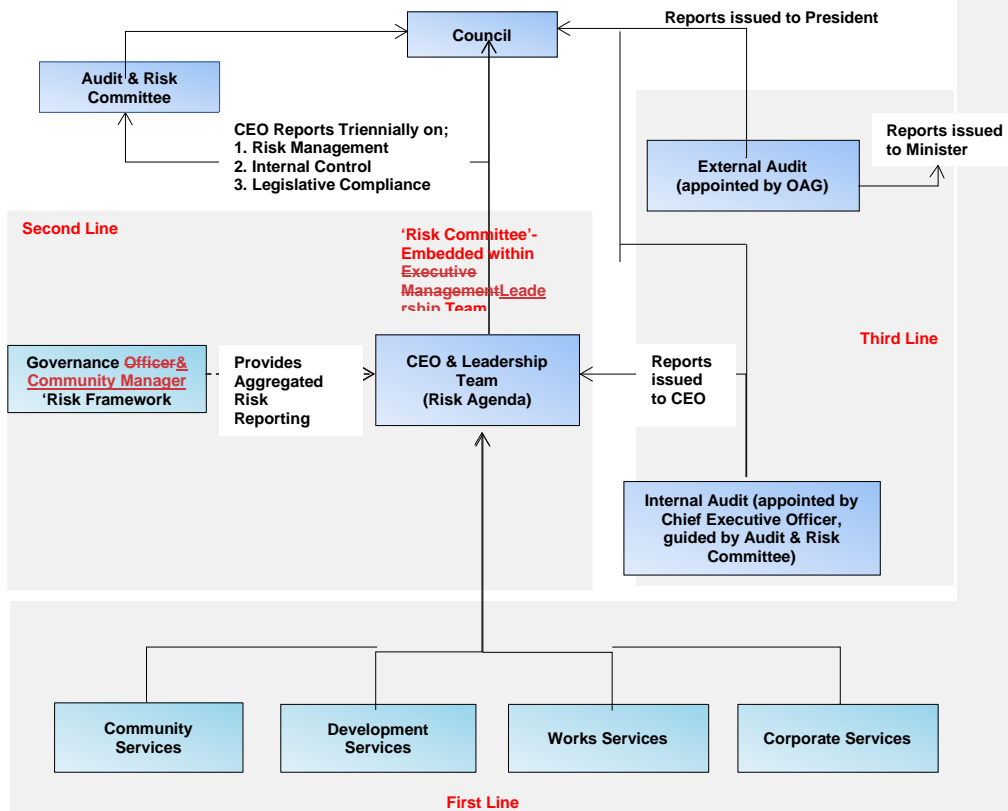 Reports issued to President
Council
Audit & Risk
Committee
CEO Reports Triennially on;
1. Risk Management
2. Internal Control
3. Legislative Compliance
Reports issued
to Minister
External Audit
(appointed by OAG)
Second Line
‘Risk Committee’-
Embedded within
Executive
ManagementLeade
rship Team
Third Line
Governance Officer&
Community Manager
‘Risk Framework
Provides
Aggregated
Risk
Reporting
CEO & Leadership
Team
(Risk Agenda)
Reports
issued
to CEO
Internal Audit (appointed by
Chief Executive Officer,
guided by Audit & Risk
Committee)
Community
Services
Development
Services
Works Services
Corporate Services
First Line